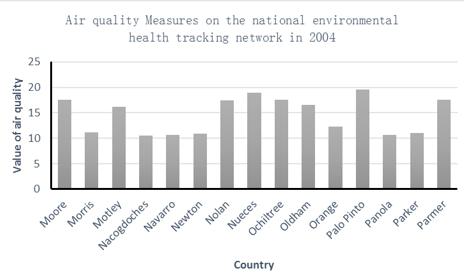 Air quality Measures on the national environmental
health tracking network in 2004
Value of air quality
25
20
15
10
5
0
Moore
Morris
Motley
Nacogdoches
Navarro
Newton
Nolan
Nueces
Ochiltree
Oldham
Orange
Palo Pinto
Panola
Parker
Parmer
Country